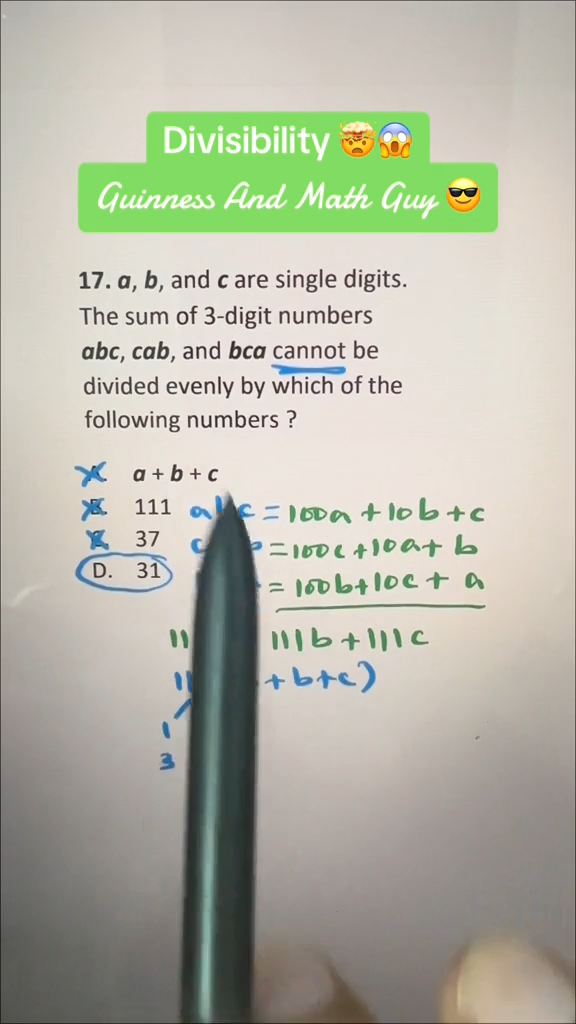 Divisibility 🤯😱
Guinness And Math Guy 😎
17. a, b, and c are single digits.
The sum of 3-digit numbers
abc, cab, and bca cannot be
divided evenly by which of the
following numbers ?
a + b + c
B. 111
37
D. 31
= 100a + 10b + c
= 100c + 10a + b
= 100b + 10c + a
111b + 111c
+ b + c)
1
3